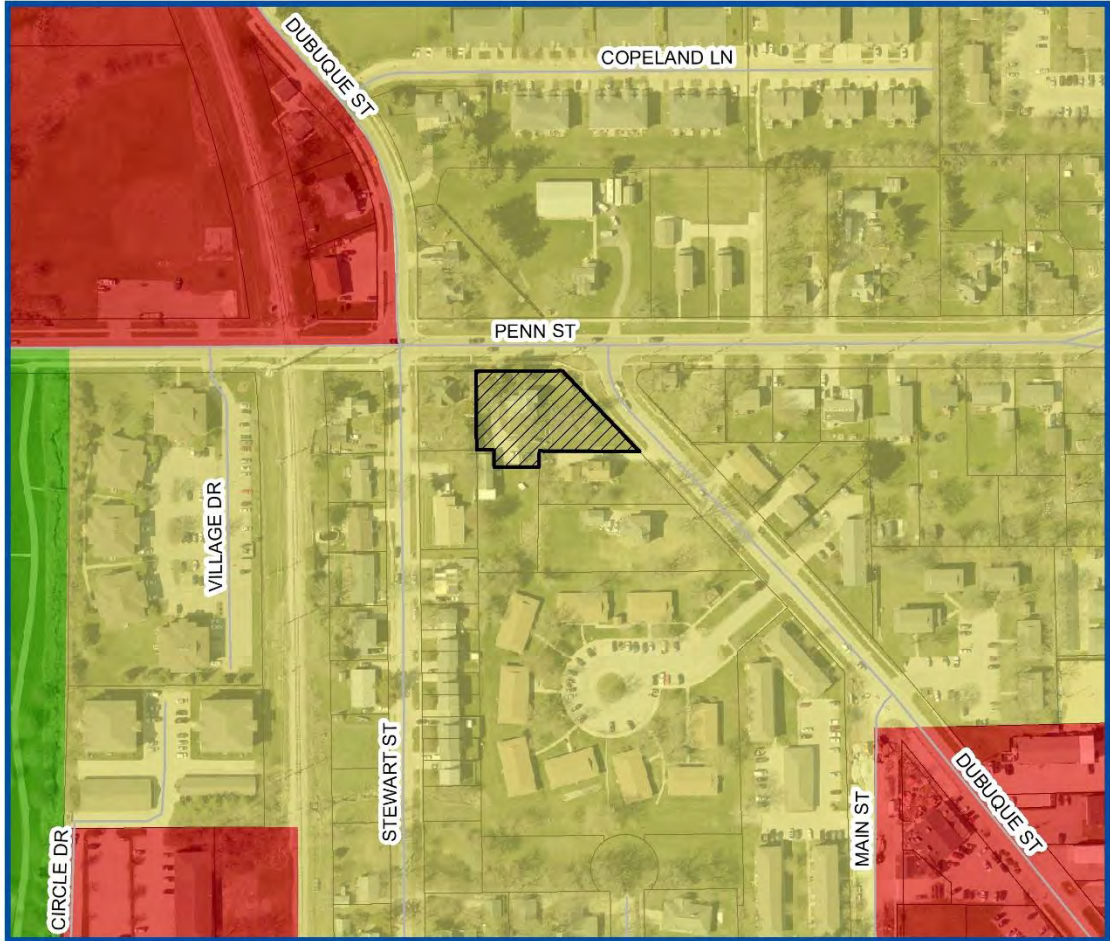 DUBUQUE ST
COPELAND LN
PENN ST
VILLAGE DR
STEWART ST
CIRCLE DR
MAIN ST
DUBUQUE ST